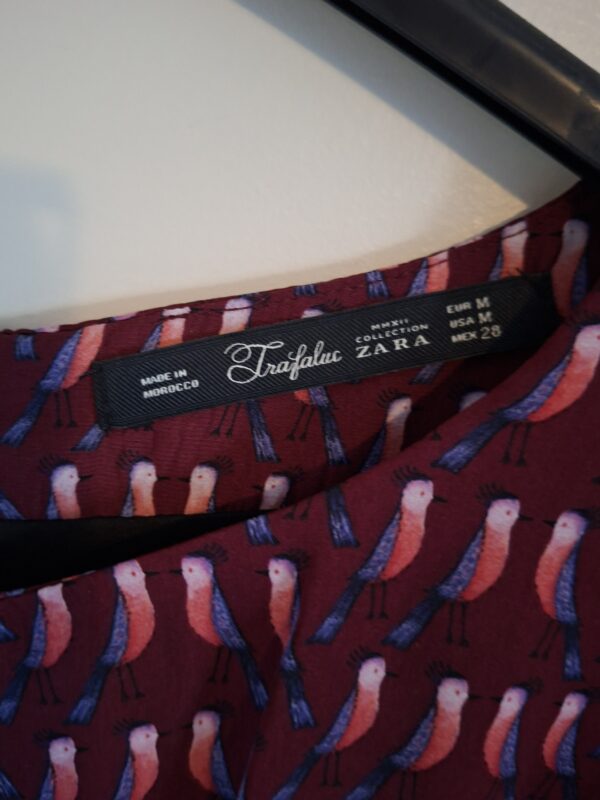 MADE IN
MOROCCO
Trafaluc
MMXII
COLLECTION
ZARA
EUR M
USA M
MEX 28